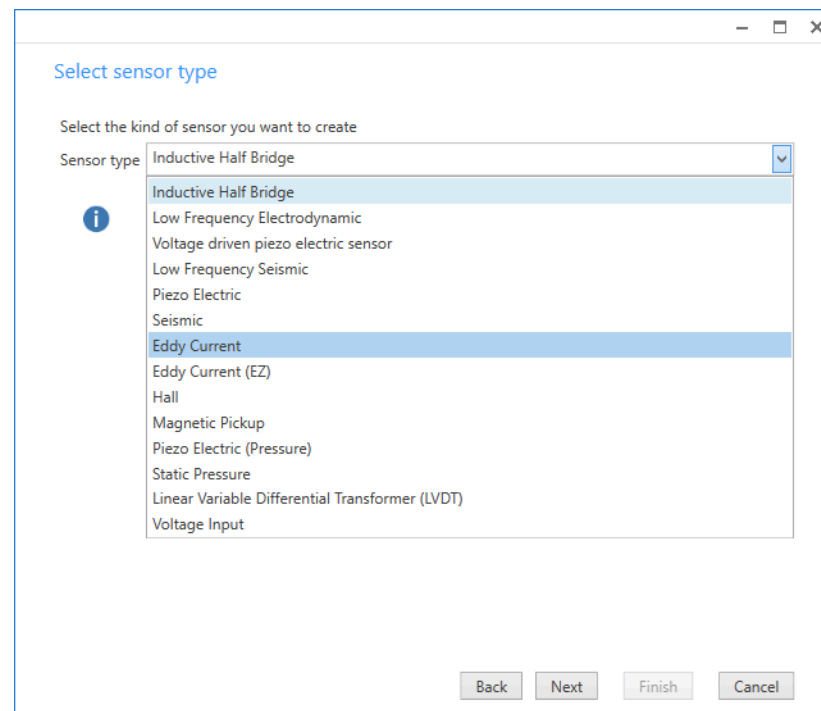 Select sensor type
Select the kind of sensor you want to create
Sensor type Inductive Half Bridge
Inductive Half Bridge
Low Frequency Electrodynamic
Voltage driven piezo electric sensor
Low Frequency Seismic
Piezo Electric
Seismic
Eddy Current
Eddy Current (EZ)
Hall
Magnetic Pickup
Piezo Electric (Pressure)
Static Pressure
Linear Variable Differential Transformer (LVDT)
Voltage Input
Back Next Finish Cancel